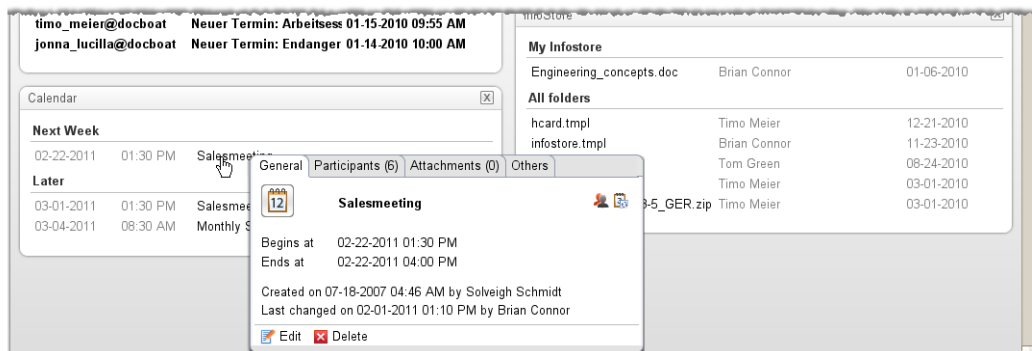 timo_meier@docboat Neuer Termin: Arbeitsess 01-15-2010 09:55 AM
jonna_lucilla@docboat Neuer Termin: Endanger 01-14-2010 10:00 AM
Calendar
Next Week
02-22-2011 01:30 PM Salesmeeting
Later
03-01-2011 01:30 PM Salesmee
03-04-2011 08:30 AM Monthly S
InfoStore
My Infostore
Engineering_concepts.doc Brian Connor 01-06-2010
All folders
hcard.tmpl Timo Meier 12-21-2010
infostore.tmpl Brian Connor 11-23-2010
Tom Green 08-24-2010
Timo Meier 03-01-2010
3-5_GER.zip Timo Meier 03-01-2010
General Participants (6) Attachments (0) Others
12 Salesmeeting
Begins at 02-22-2011 01:30 PM
Ends at 02-22-2011 04:00 PM
Created on 07-18-2007 04:46 AM by Solveigh Schmidt
Last changed on 02-01-2011 01:10 PM by Brian Connor
Edit Delete